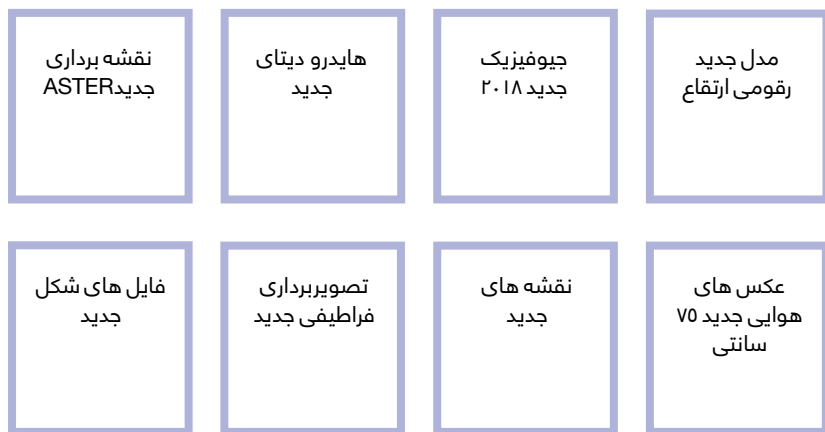 مدل جدید
رقومی ارتقاع
جیوفیزیک
جدید ۲۰۱۸
هایدرو دیتای
جدید
نقشه برداری
جدیدASTER
عکس های
هوایی جدید ۷۵
سانتی
نقشه های
جدید
تصویربرداری
فراطیفی جدید
فایل های شکل
جدید